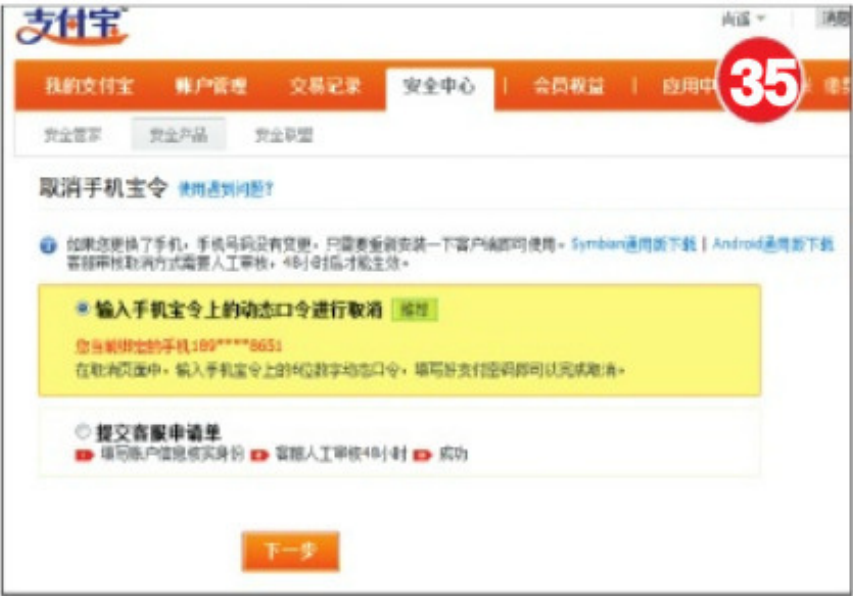 支付宝
尚遥 消息
我的支付宝 账户管理 交易记录 安全中心 | 会员权益 | 应用中
35
安全管家 安全产品 安全联盟
取消手机宝令 使用遇到问题?
如果您更换了手机,手机号码没有变更,只需要重新安装一下客户端即可使用。Symbian通用版下载 | Android通用版下载
客服审核取消方式需要人工审核,48小时后才能生效。
输入手机宝令上的动态口令进行取消 推荐
您当前绑定的手机189****8651
在取消页面中,输入手机宝令上的6位数字动态口令,填写好支付密码即可以完成取消。
提交客服申请单
填写账户信息核实身份 客服人工审核48小时 成功
下一步